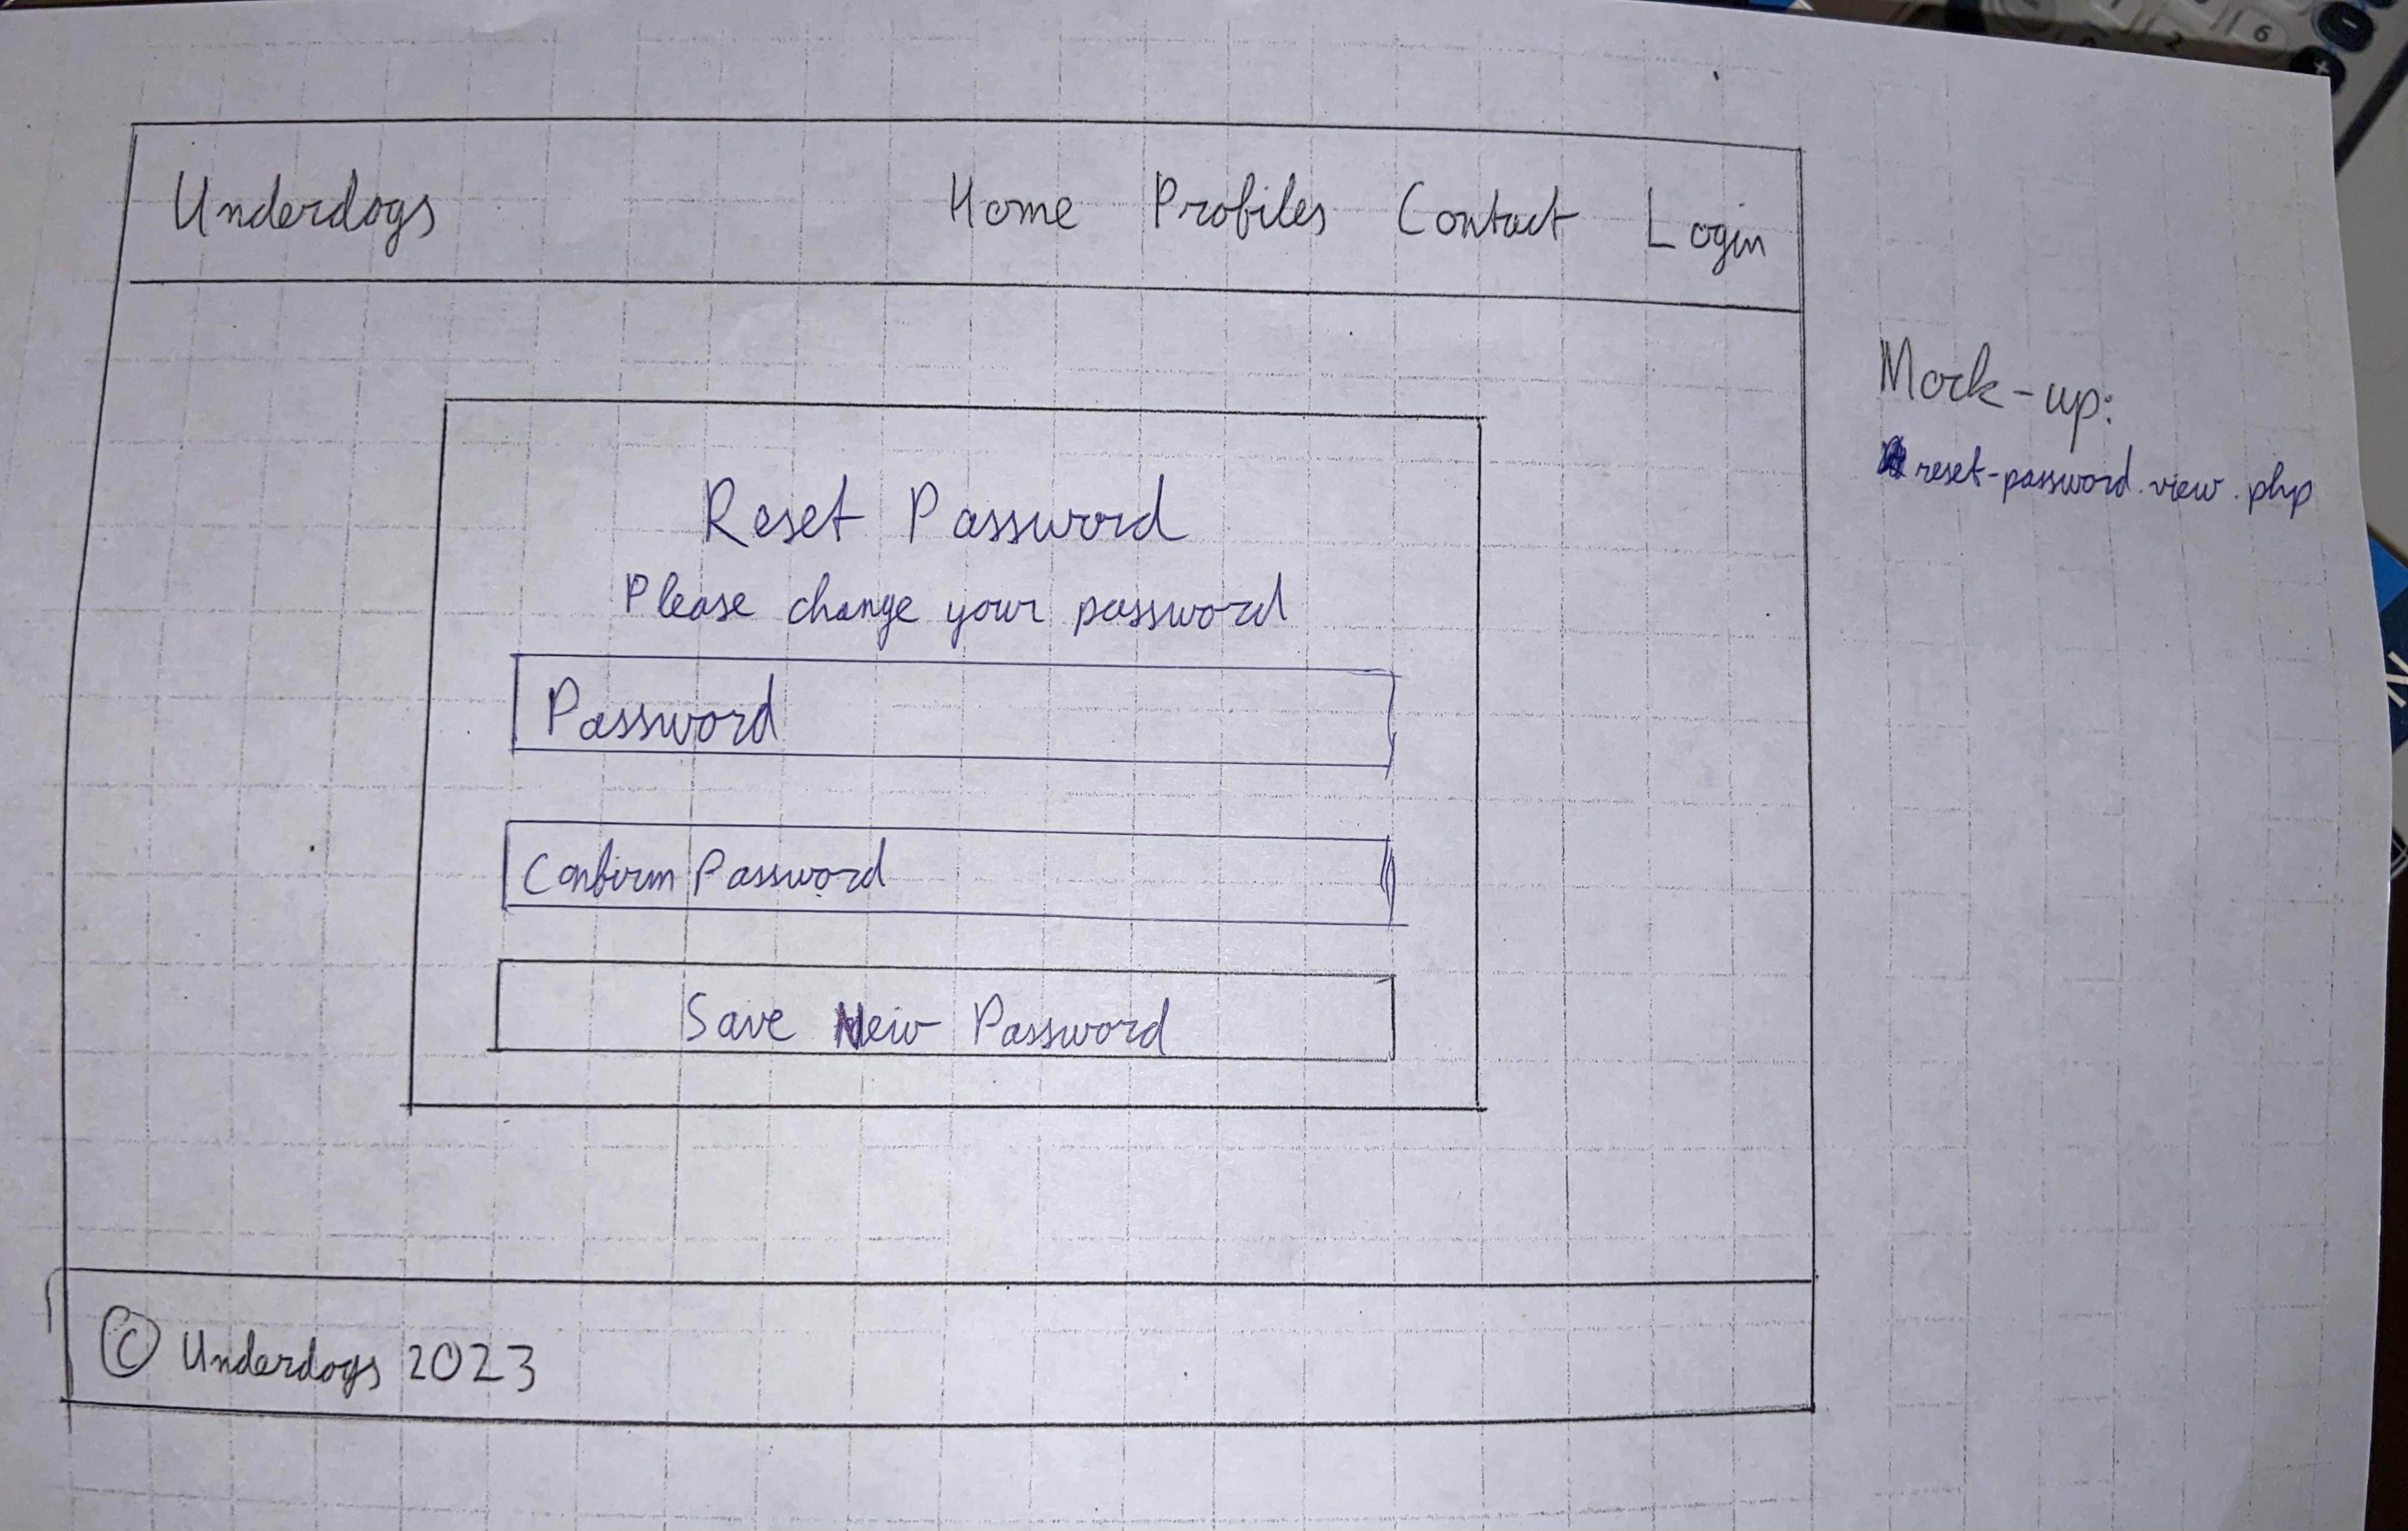 Underdogs Home Profiles Contact Login
Mock-up:
reset-password.view.php
Reset Password
Please change your password
Password
Confirm Password
Save New Password
© Underdogs 2023